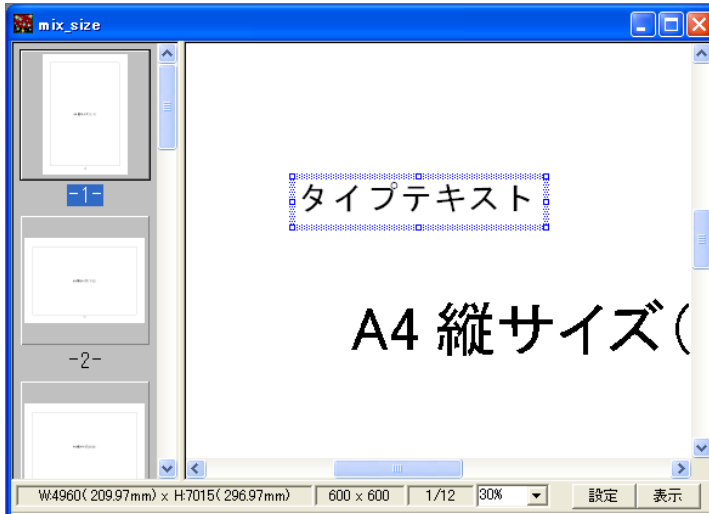 mix_size
-1-
-2-
タイプテキスト
A4 縦サイズ(
W:4960( 209.97mm) × H:7015( 296.97mm)
600 × 600
1/12
30%
設定
表示